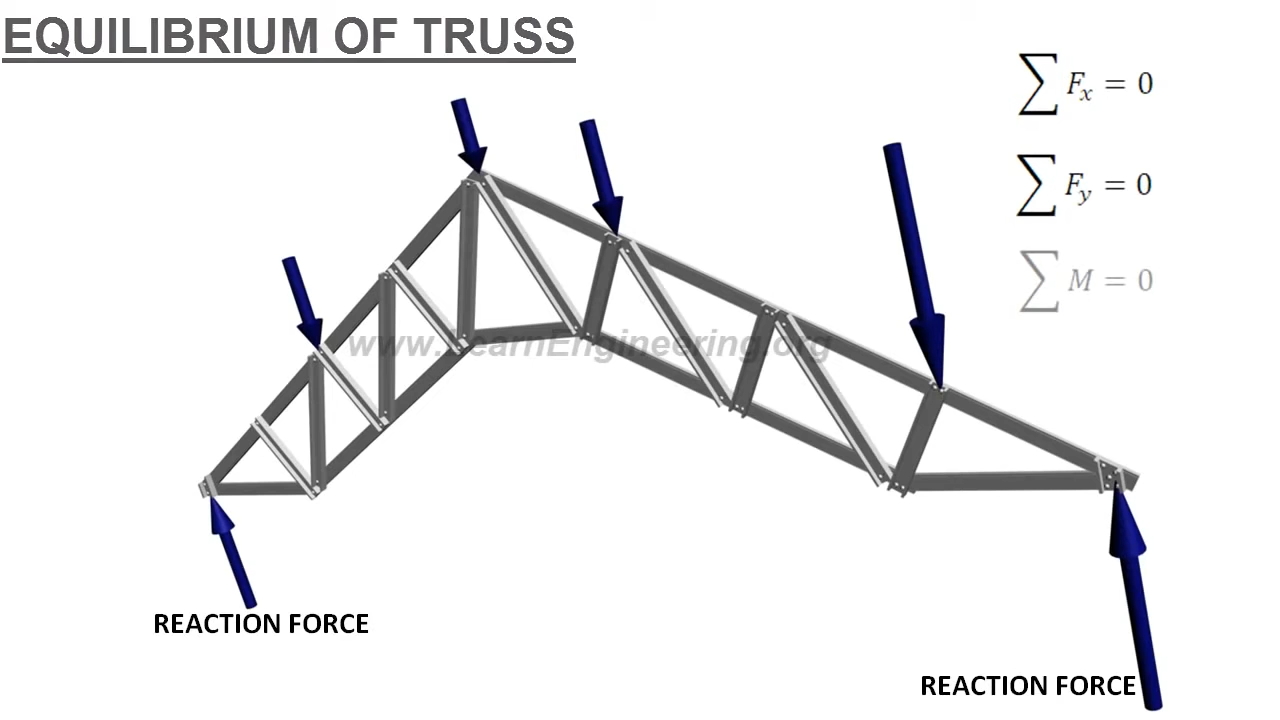 EQUILIBRIUM OF TRUSS
∑ Fx = 0
∑ Fy = 0
∑ M = 0
www.LearnEngineering.org
REACTION FORCE
REACTION FORCE